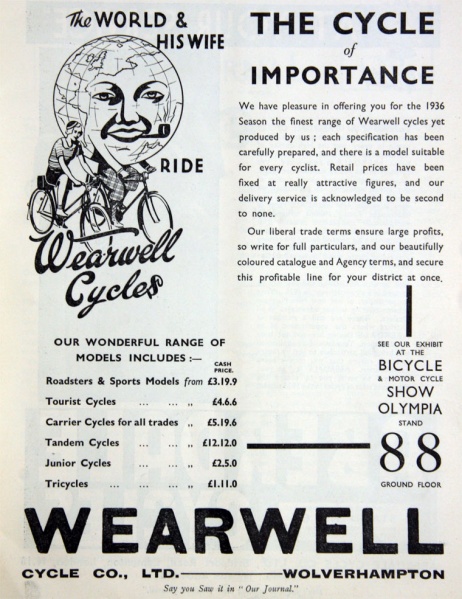 The WORLD &
HIS WIFE
RIDE
Wearwell
Cycles
THE CYCLE
of
IMPORTANCE
We have pleasure in offering you for the 1936
Season the finest range of Wearwell cycles yet
produced by us ; each specification has been
carefully prepared, and there is a model suitable
for every cyclist. Retail prices have been
fixed at really attractive figures, and our
delivery service is acknowledged to be second
to none.
Our liberal trade terms ensure large profits,
so write for full particulars, and our beautifully
coloured catalogue and Agency terms, and secure
this profitable line for your district at once.
OUR WONDERFUL RANGE OF
MODELS INCLUDES :—
CASH
PRICE.
Roadsters & Sports Models from £3.19.9
Tourist Cycles ... ... „ £4.6.6
Carrier Cycles for all trades „ £5.19.6
Tandem Cycles ... ... „ £12.12.0
Junior Cycles ... ... „ £2.5.0
Tricycles ... ... „ £1.11.0
SEE OUR EXHIBIT
AT THE
BICYCLE
& MOTOR CYCLE
SHOW
OLYMPIA
STAND
88
GROUND FLOOR
WEARWELL
CYCLE CO., LTD.———WOLVERHAMPTON
Say you Saw it in "Our Journal."